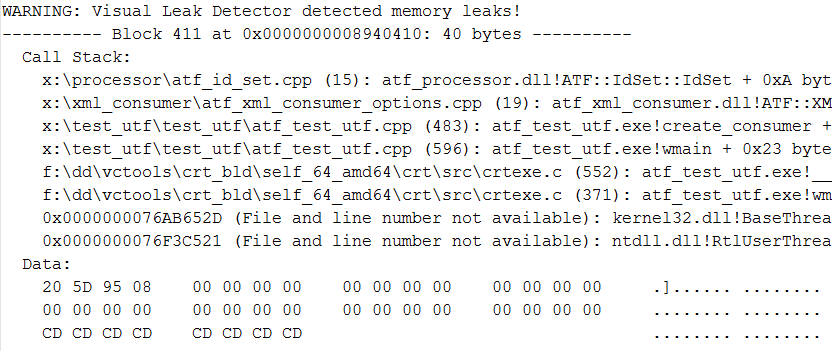 WARNING: Visual Leak Detector detected memory leaks!
---------- Block 411 at 0x0000000008940410: 40 bytes ----------
  Call Stack:
    x:\processor\atf_id_set.cpp (15): atf_processor.dll!ATF::IdSet::IdSet + 0xA byt
    x:\xml_consumer\atf_xml_consumer_options.cpp (19): atf_xml_consumer.dll!ATF::XM
    x:\test_utf\test_utf\atf_test_utf.cpp (483): atf_test_utf.exe!create_consumer +
    x:\test_utf\test_utf\atf_test_utf.cpp (596): atf_test_utf.exe!wmain + 0x23 byte
    f:\dd\vctools\crt_bld\self_64_amd64\crt\src\crtexe.c (552): atf_test_utf.exe!__
    f:\dd\vctools\crt_bld\self_64_amd64\crt\src\crtexe.c (371): atf_test_utf.exe!wm
    0x0000000076AB652D (File and line number not available): kernel32.dll!BaseThrea
    0x0000000076F3C521 (File and line number not available): ntdll.dll!RtlUserThrea
  Data:
    20 5D 95 08    00 00 00 00    00 00 00 00    00 00 00 00    .]...... ........
    00 00 00 00    00 00 00 00    00 00 00 00    00 00 00 00    ........ ........
    CD CD CD CD    CD CD CD CD    ........ ........